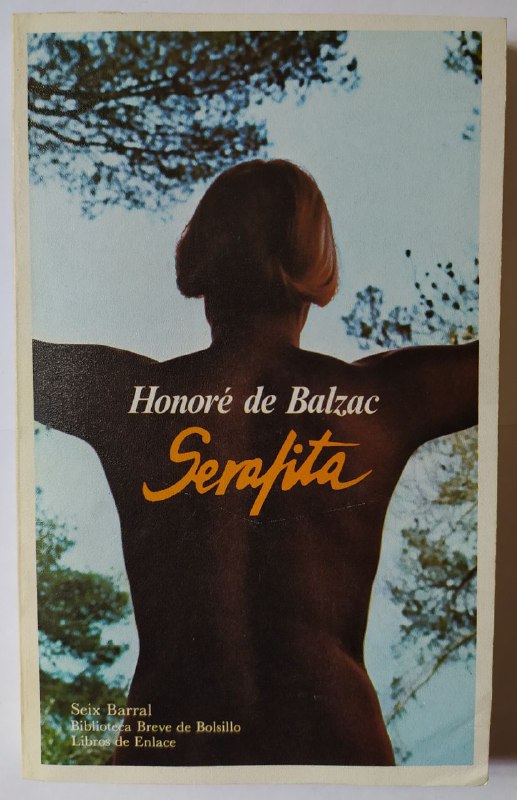 Honoré de Balzac
Serafita
Seix Barral
Biblioteca Breve de Bolsillo
Libros de Enlace